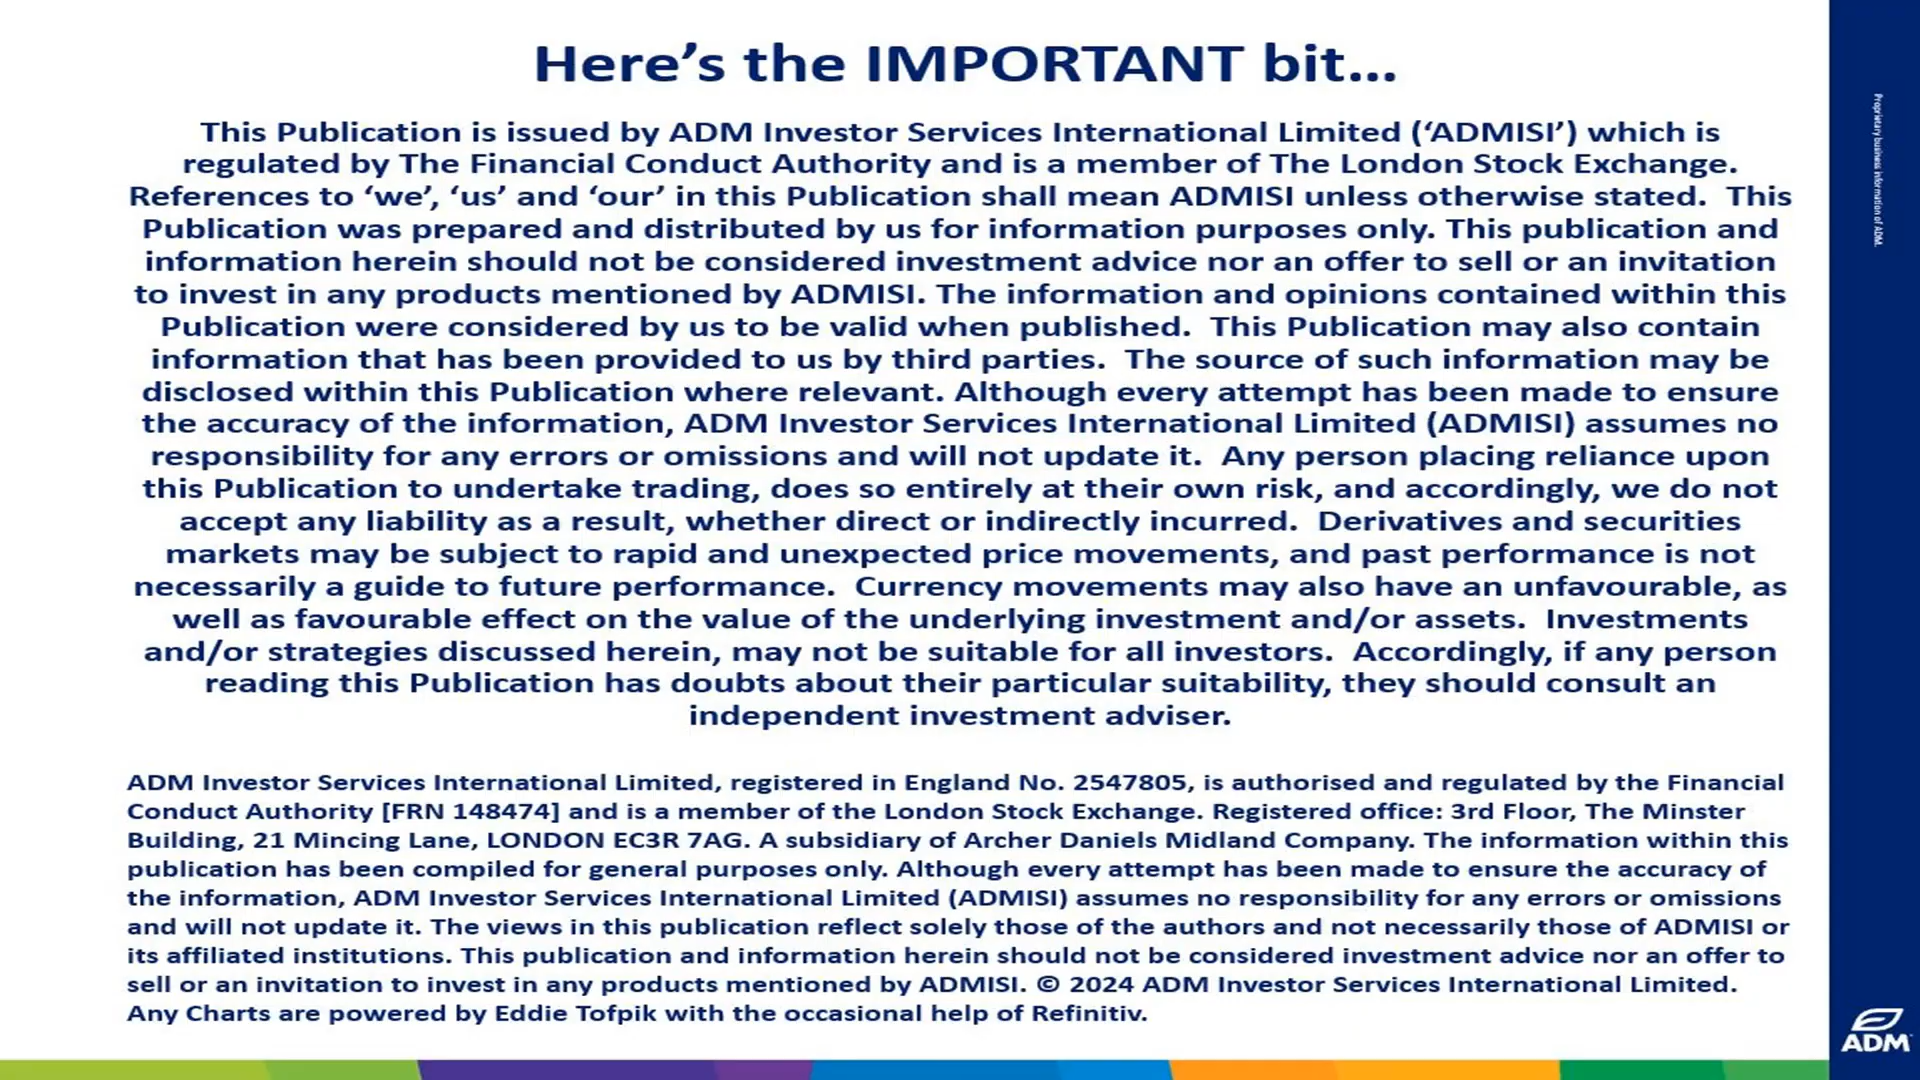 Here’s the IMPORTANT bit…
This Publication is issued by ADM Investor Services International Limited (‘ADMISI’) which is
regulated by The Financial Conduct Authority and is a member of The London Stock Exchange.
References to ‘we’, ‘us’ and ‘our’ in this Publication shall mean ADMISI unless otherwise stated.  This
Publication was prepared and distributed by us for information purposes only. This publication and
information herein should not be considered investment advice nor an offer to sell or an invitation
to invest in any products mentioned by ADMISI. The information and opinions contained within this
Publication were considered by us to be valid when published.  This Publication may also contain
information that has been provided to us by third parties.  The source of such information may be
disclosed within this Publication where relevant. Although every attempt has been made to ensure
the accuracy of the information, ADM Investor Services International Limited (ADMISI) assumes no
responsibility for any errors or omissions and will not update it.  Any person placing reliance upon
this Publication to undertake trading, does so entirely at their own risk, and accordingly, we do not
accept any liability as a result, whether direct or indirectly incurred.  Derivatives and securities
markets may be subject to rapid and unexpected price movements, and past performance is not
necessarily a guide to future performance.  Currency movements may also have an unfavourable, as
well as favourable effect on the value of the underlying investment and/or assets.  Investments
and/or strategies discussed herein, may not be suitable for all investors.  Accordingly, if any person
reading this Publication has doubts about their particular suitability, they should consult an
independent investment adviser.
ADM Investor Services International Limited, registered in England No. 2547805, is authorised and regulated by the Financial
Conduct Authority [FRN 148474] and is a member of the London Stock Exchange. Registered office: 3rd Floor, The Minster
Building, 21 Mincing Lane, LONDON EC3R 7AG. A subsidiary of Archer Daniels Midland Company. The information within this
publication has been compiled for general purposes only. Although every attempt has been made to ensure the accuracy of
the information, ADM Investor Services International Limited (ADMISI) assumes no responsibility for any errors or omissions
and will not update it. The views in this publication reflect solely those of the authors and not necessarily those of ADMISI or
its affiliated institutions. This publication and information herein should not be considered investment advice nor an offer to
sell or an invitation to invest in any products mentioned by ADMISI. © 2024 ADM Investor Services International Limited.
Any Charts are powered by Eddie Tofpik with the occasional help of Refinitiv.
Proprietary business information of ADM.
ADM